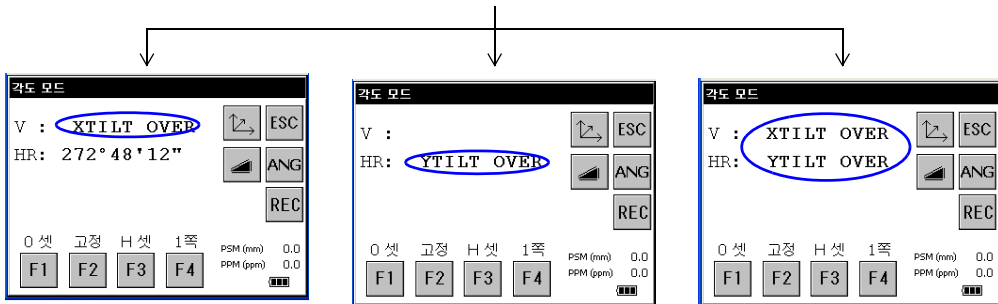 각도 모드
V : XTILT OVER
HR: 272°48'12"
ESC
ANG
REC
0 셋 고정 H 셋 1쪽
F1 F2 F3 F4
PSM (mm) 0.0
PPM (ppm) 0.0
각도 모드
V :
HR: YTILT OVER
ESC
ANG
REC
0 셋 고정 H 셋 1쪽
F1 F2 F3 F4
PSM (mm) 0.0
PPM (ppm) 0.0
각도 모드
V : XTILT OVER
HR: YTILT OVER
ESC
ANG
REC
0 셋 고정 H 셋 1쪽
F1 F2 F3 F4
PSM (mm) 0.0
PPM (ppm) 0.0